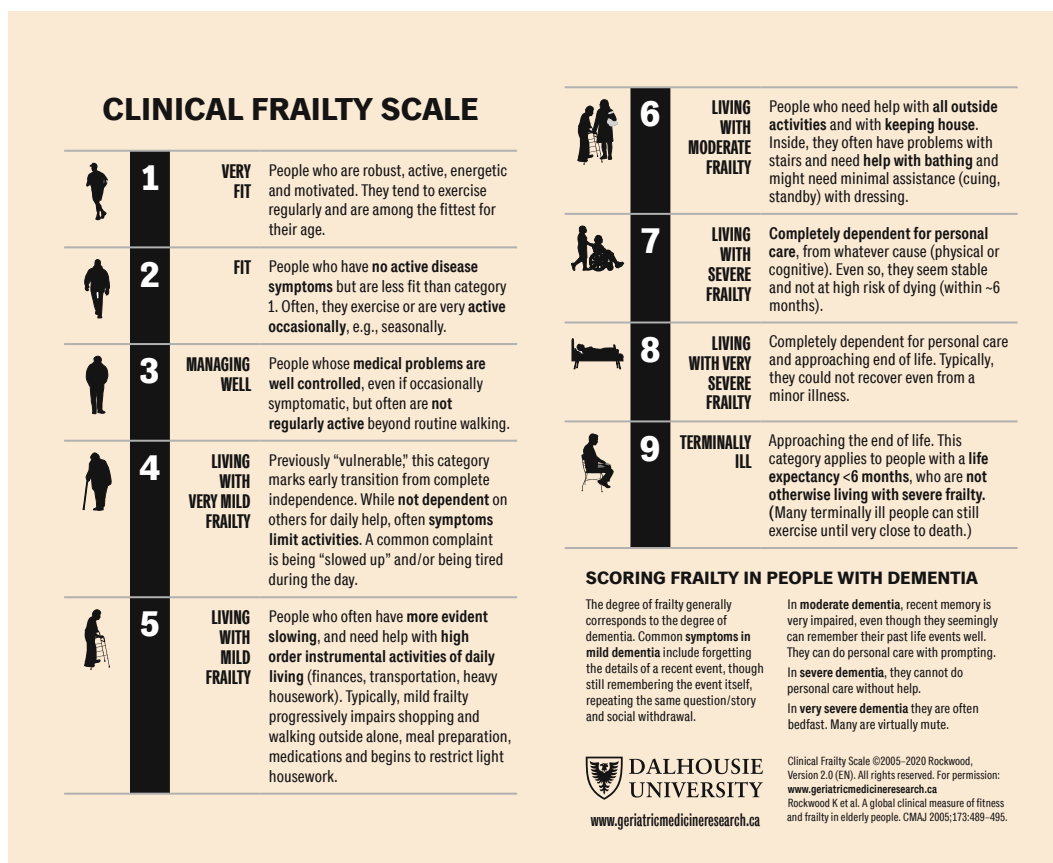 CLINICAL FRAILTY SCALE
1
VERY
FIT
People who are robust, active, energetic
and motivated. They tend to exercise
regularly and are among the fittest for
their age.
2
FIT
People who have no active disease
symptoms but are less fit than category
1. Often, they exercise or are very active
occasionally, e.g., seasonally.
3
MANAGING
WELL
People whose medical problems are
well controlled, even if occasionally
symptomatic, but often are not
regularly active beyond routine walking.
4
LIVING
WITH
VERY MILD
FRAILTY
Previously “vulnerable,” this category
marks early transition from complete
independence. While not dependent on
others for daily help, often symptoms
limit activities. A common complaint
is being “slowed up” and/or being tired
during the day.
5
LIVING
WITH
MILD
FRAILTY
People who often have more evident
slowing, and need help with high
order instrumental activities of daily
living (finances, transportation, heavy
housework). Typically, mild frailty
progressively impairs shopping and
walking outside alone, meal preparation,
medications and begins to restrict light
housework.
6
LIVING
WITH
MODERATE
FRAILTY
People who need help with all outside
activities and with keeping house.
Inside, they often have problems with
stairs and need help with bathing and
might need minimal assistance (cuing,
standby) with dressing.
7
LIVING
WITH
SEVERE
FRAILTY
Completely dependent for personal
care, from whatever cause (physical or
cognitive). Even so, they seem stable
and not at high risk of dying (within ~6
months).
8
LIVING
WITH VERY
SEVERE
FRAILTY
Completely dependent for personal care
and approaching end of life. Typically,
they could not recover even from a
minor illness.
9
TERMINALLY
ILL
Approaching the end of life. This
category applies to people with a life
expectancy <6 months, who are not
otherwise living with severe frailty.
(Many terminally ill people can still
exercise until very close to death.)
SCORING FRAILTY IN PEOPLE WITH DEMENTIA
The degree of frailty generally
corresponds to the degree of
dementia. Common symptoms in
mild dementia include forgetting
the details of a recent event, though
still remembering the event itself,
repeating the same question/story
and social withdrawal.
In moderate dementia, recent memory is
very impaired, even though they seemingly
can remember their past life events well.
They can do personal care with prompting.
In severe dementia, they cannot do
personal care without help.
In very severe dementia they are often
bedfast. Many are virtually mute.
DALHOUSIE
UNIVERSITY
www.geriatricmedicineresearch.ca
Clinical Frailty Scale ©2005–2020 Rockwood,
Version 2.0 (EN). All rights reserved. For permission:
www.geriatricmedicineresearch.ca
Rockwood K et al. A global clinical measure of fitness
and frailty in elderly people. CMAJ 2005;173:489–495.